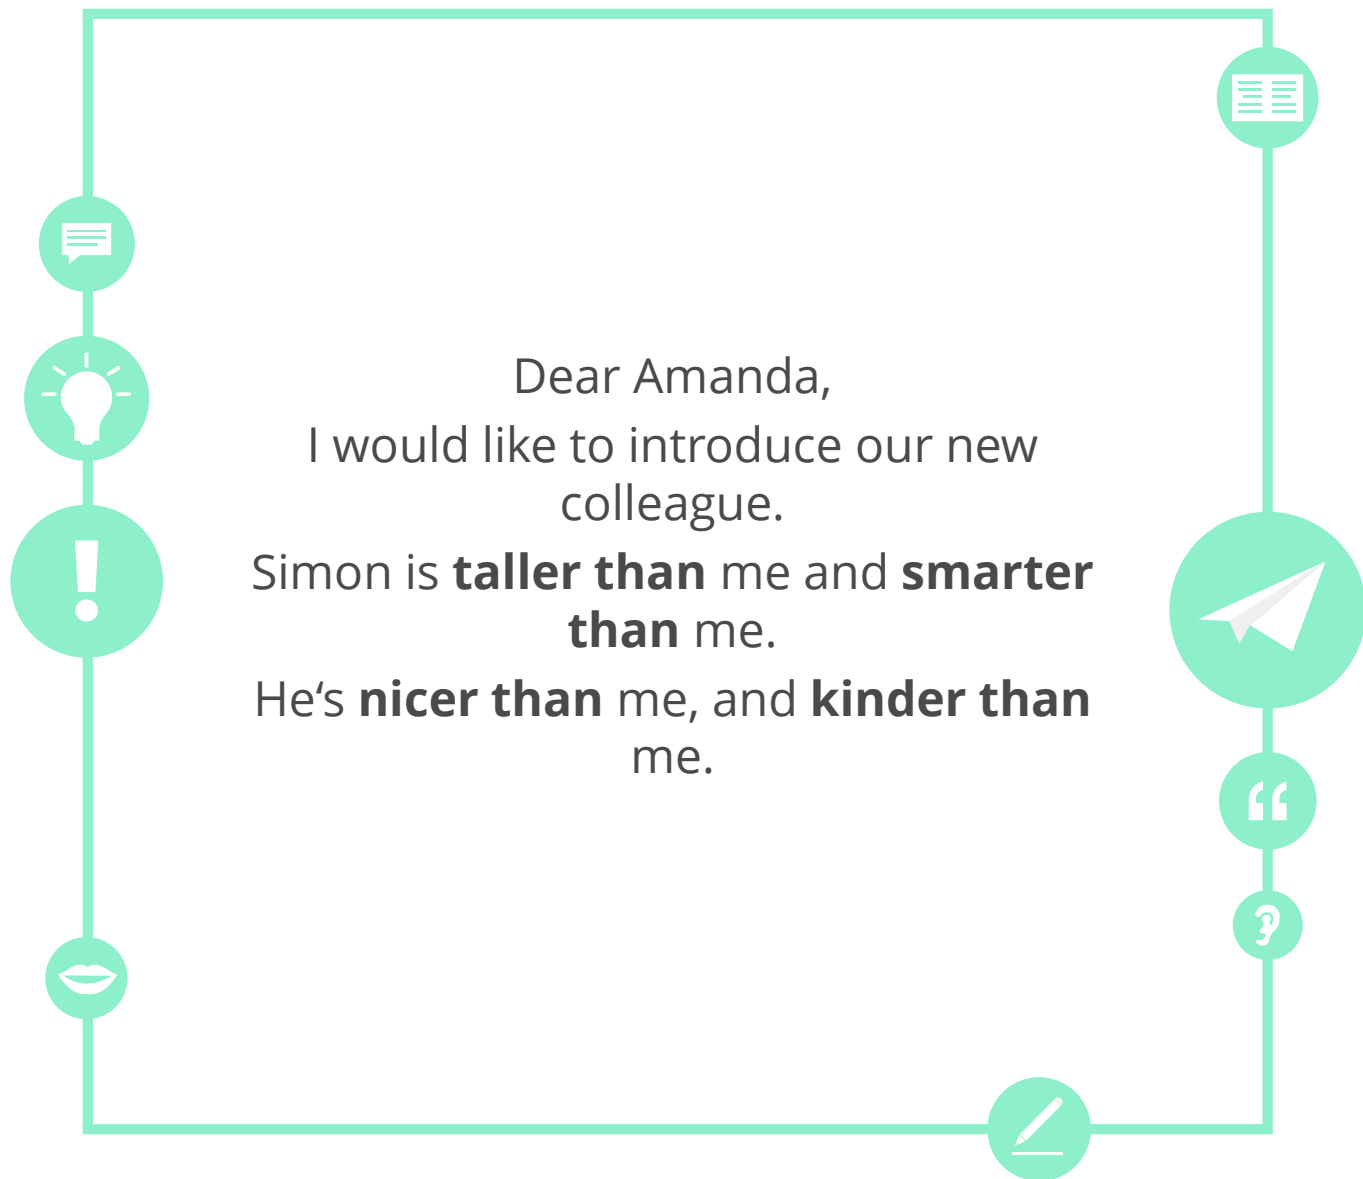 Dear Amanda,
I would like to introduce our new
colleague.
Simon is taller than me and smarter
than me.
He‘s nicer than me, and kinder than
me.